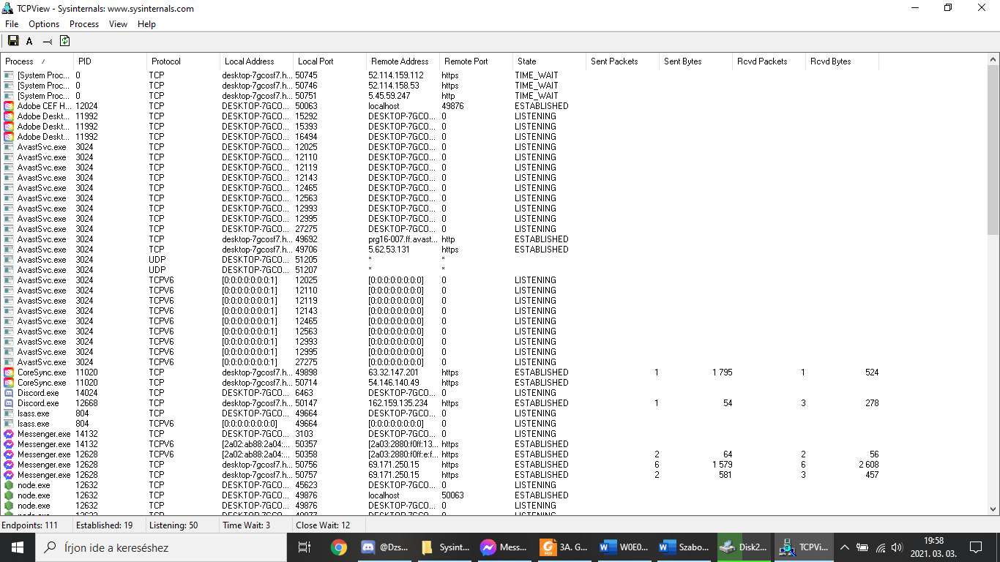 TCPView - Sysinternals: www.sysinternals.com
File Options Process View Help
A
Process / PID Protocol Local Address Local Port Remote Address Remote Port State Sent Packets Sent Bytes Rcvd Packets Rcvd Bytes
[System Proc... 0 TCP desktop-7gcosf7.h... 50745 52.114.159.112 https TIME_WAIT
[System Proc... 0 TCP desktop-7gcosf7.h... 50746 52.114.158.53 https TIME_WAIT
[System Proc... 0 TCP desktop-7gcosf7.h... 50751 5.45.59.247 http TIME_WAIT
Adobe CEF H... 12024 TCP DESKTOP-7GCO... 50063 localhost 49876 ESTABLISHED
Adobe Deskt... 11992 TCP DESKTOP-7GCO... 15292 DESKTOP-7GCO... 0 LISTENING
Adobe Deskt... 11992 TCP DESKTOP-7GCO... 15393 DESKTOP-7GCO... 0 LISTENING
Adobe Deskt... 11992 TCP DESKTOP-7GCO... 16494 DESKTOP-7GCO... 0 LISTENING
AvastSvc.exe 3024 TCP DESKTOP-7GCO... 12025 DESKTOP-7GCO... 0 LISTENING
AvastSvc.exe 3024 TCP DESKTOP-7GCO... 12110 DESKTOP-7GCO... 0 LISTENING
AvastSvc.exe 3024 TCP DESKTOP-7GCO... 12119 DESKTOP-7GCO... 0 LISTENING
AvastSvc.exe 3024 TCP DESKTOP-7GCO... 12143 DESKTOP-7GCO... 0 LISTENING
AvastSvc.exe 3024 TCP DESKTOP-7GCO... 12465 DESKTOP-7GCO... 0 LISTENING
AvastSvc.exe 3024 TCP DESKTOP-7GCO... 12563 DESKTOP-7GCO... 0 LISTENING
AvastSvc.exe 3024 TCP DESKTOP-7GCO... 12993 DESKTOP-7GCO... 0 LISTENING
AvastSvc.exe 3024 TCP DESKTOP-7GCO... 12995 DESKTOP-7GCO... 0 LISTENING
AvastSvc.exe 3024 TCP DESKTOP-7GCO... 27275 DESKTOP-7GCO... 0 LISTENING
AvastSvc.exe 3024 TCP desktop-7gcosf7.h... 49692 prg16-007.ff.avast... http ESTABLISHED
AvastSvc.exe 3024 TCP desktop-7gcosf7.h... 49706 5.62.53.131 https ESTABLISHED
AvastSvc.exe 3024 UDP DESKTOP-7GCO... 51205 * *
AvastSvc.exe 3024 UDP DESKTOP-7GCO... 51207 * *
AvastSvc.exe 3024 TCPV6 [0:0:0:0:0:0:0:1] 12025 [0:0:0:0:0:0:0:0] 0 LISTENING
AvastSvc.exe 3024 TCPV6 [0:0:0:0:0:0:0:1] 12110 [0:0:0:0:0:0:0:0] 0 LISTENING
AvastSvc.exe 3024 TCPV6 [0:0:0:0:0:0:0:1] 12119 [0:0:0:0:0:0:0:0] 0 LISTENING
AvastSvc.exe 3024 TCPV6 [0:0:0:0:0:0:0:1] 12143 [0:0:0:0:0:0:0:0] 0 LISTENING
AvastSvc.exe 3024 TCPV6 [0:0:0:0:0:0:0:1] 12465 [0:0:0:0:0:0:0:0] 0 LISTENING
AvastSvc.exe 3024 TCPV6 [0:0:0:0:0:0:0:1] 12563 [0:0:0:0:0:0:0:0] 0 LISTENING
AvastSvc.exe 3024 TCPV6 [0:0:0:0:0:0:0:1] 12993 [0:0:0:0:0:0:0:0] 0 LISTENING
AvastSvc.exe 3024 TCPV6 [0:0:0:0:0:0:0:1] 12995 [0:0:0:0:0:0:0:0] 0 LISTENING
AvastSvc.exe 3024 TCPV6 [0:0:0:0:0:0:0:1] 27275 [0:0:0:0:0:0:0:0] 0 LISTENING
CoreSync.exe 11020 TCP desktop-7gcosf7.h... 49898 63.32.147.201 https ESTABLISHED 1 1 795 1 524
CoreSync.exe 11020 TCP desktop-7gcosf7.h... 50714 54.146.140.49 https ESTABLISHED
Discord.exe 14024 TCP DESKTOP-7GCO... 6463 DESKTOP-7GCO... 0 LISTENING
Discord.exe 12668 TCP desktop-7gcosf7.h... 50147 162.159.135.234 https ESTABLISHED 1 54 3 278
lsass.exe 804 TCP DESKTOP-7GCO... 49664 DESKTOP-7GCO... 0 LISTENING
lsass.exe 804 TCPV6 [0:0:0:0:0:0:0:0] 49664 [0:0:0:0:0:0:0:0] 0 LISTENING
Messenger.exe 14132 TCP DESKTOP-7GCO... 3103 DESKTOP-7GCO... 0 LISTENING
Messenger.exe 14132 TCPV6 [2a02:ab88:2a04:... 50357 [2a03:2880:f0ff:13... https ESTABLISHED
Messenger.exe 12628 TCPV6 [2a02:ab88:2a04:... 50358 [2a03:2880:f0ff:e:f... https ESTABLISHED 2 64 2 56
Messenger.exe 12628 TCP desktop-7gcosf7.h... 50756 69.171.250.15 https ESTABLISHED 6 1 579 6 2 608
Messenger.exe 12628 TCP desktop-7gcosf7.h... 50757 69.171.250.15 https ESTABLISHED 2 581 3 457
node.exe 12632 TCP DESKTOP-7GCO... 45623 DESKTOP-7GCO... 0 LISTENING
node.exe 12632 TCP DESKTOP-7GCO... 49876 localhost 50063 ESTABLISHED
node.exe 12632 TCP DESKTOP-7GCO... 49876 DESKTOP-7GCO... 0 LISTENING
Endpoints: 111 Established: 19 Listening: 50 Time Wait: 3 Close Wait: 12
Írjon ide a kereséshez @Dzs... Sysint... Mess... 3A. G... W0E0... Szabo... Disk2... TCPVi... 19:58
2021. 03. 03.